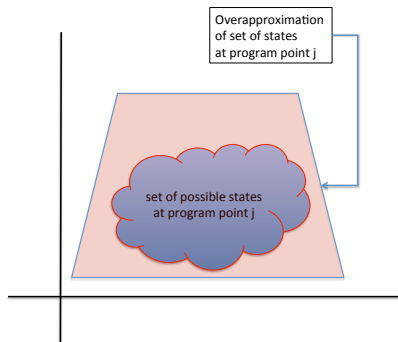 Overapproximation
of set of states
at program point j
set of possible states
at program point j